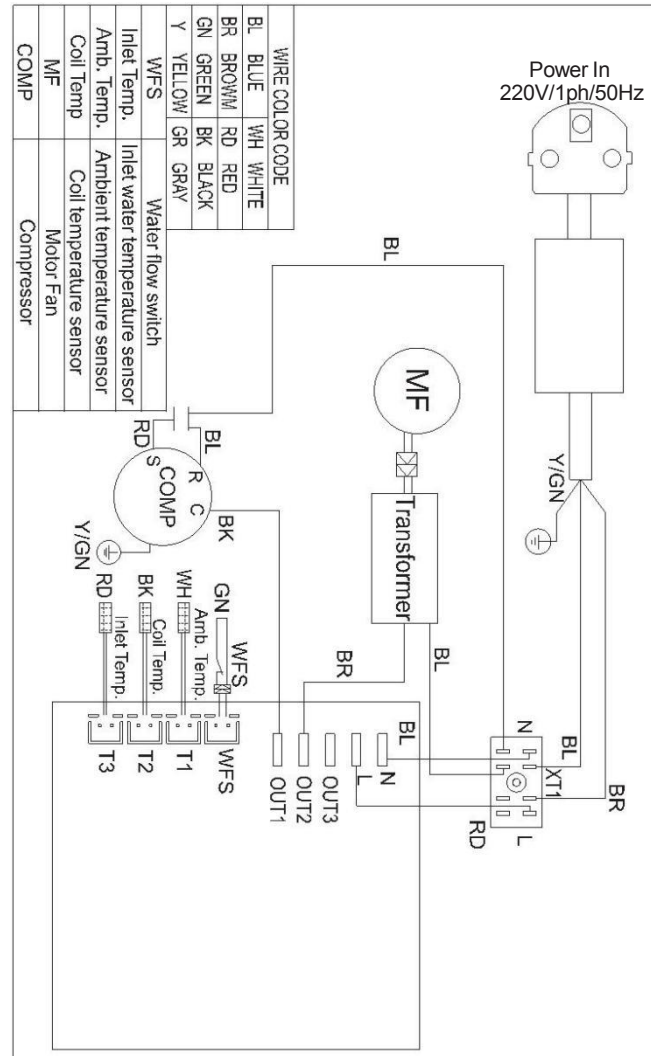 Power In
220V/1ph/50Hz
WIRE COLOR CODE
BL BLUE WH WHITE
BR BROWM RD RED
GN GREEN BK BLACK
Y YELLOW GR GRAY
WFS Water flow switch
Inlet Temp. Inlet water temperature sensor
Amb. Temp. Ambient temperature sensor
Coil Temp Coil temperature sensor
MF Motor Fan
COMP Compressor
BL
MF
Transformer
BR
BL
Y/GN
BL
BR
N
XT1
L
RD
BL
RD
BL
S
R
C
COMP
BK
Y/GN
RD
Inlet Temp.
BK
Coil Temp.
WH
Amb. Temp.
GN
WFS
T3
T2
T1
WFS
OUT1
OUT2
OUT3
L
N